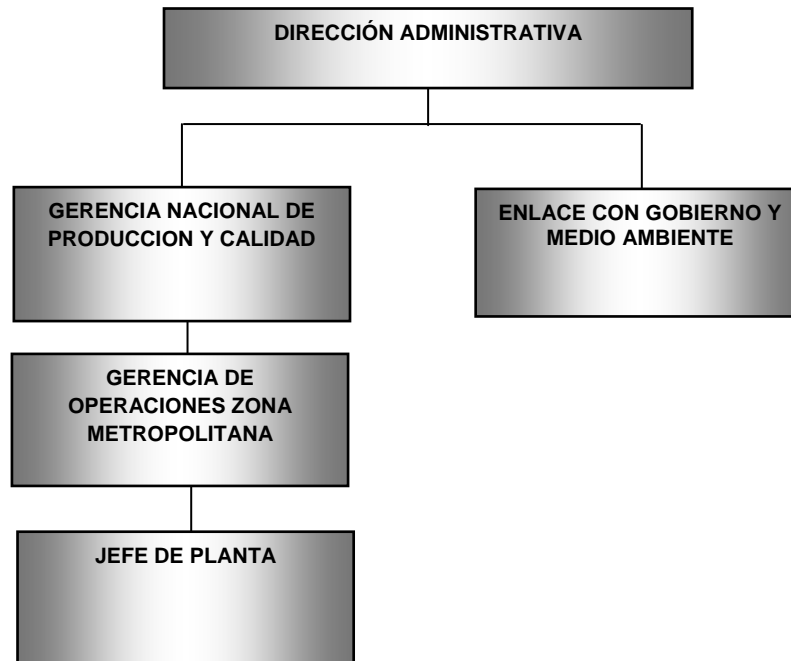 DIRECCIÓN ADMINISTRATIVA
GERENCIA NACIONAL DE
PRODUCCION Y CALIDAD
ENLACE CON GOBIERNO Y
MEDIO AMBIENTE
GERENCIA DE
OPERACIONES ZONA
METROPOLITANA
JEFE DE PLANTA